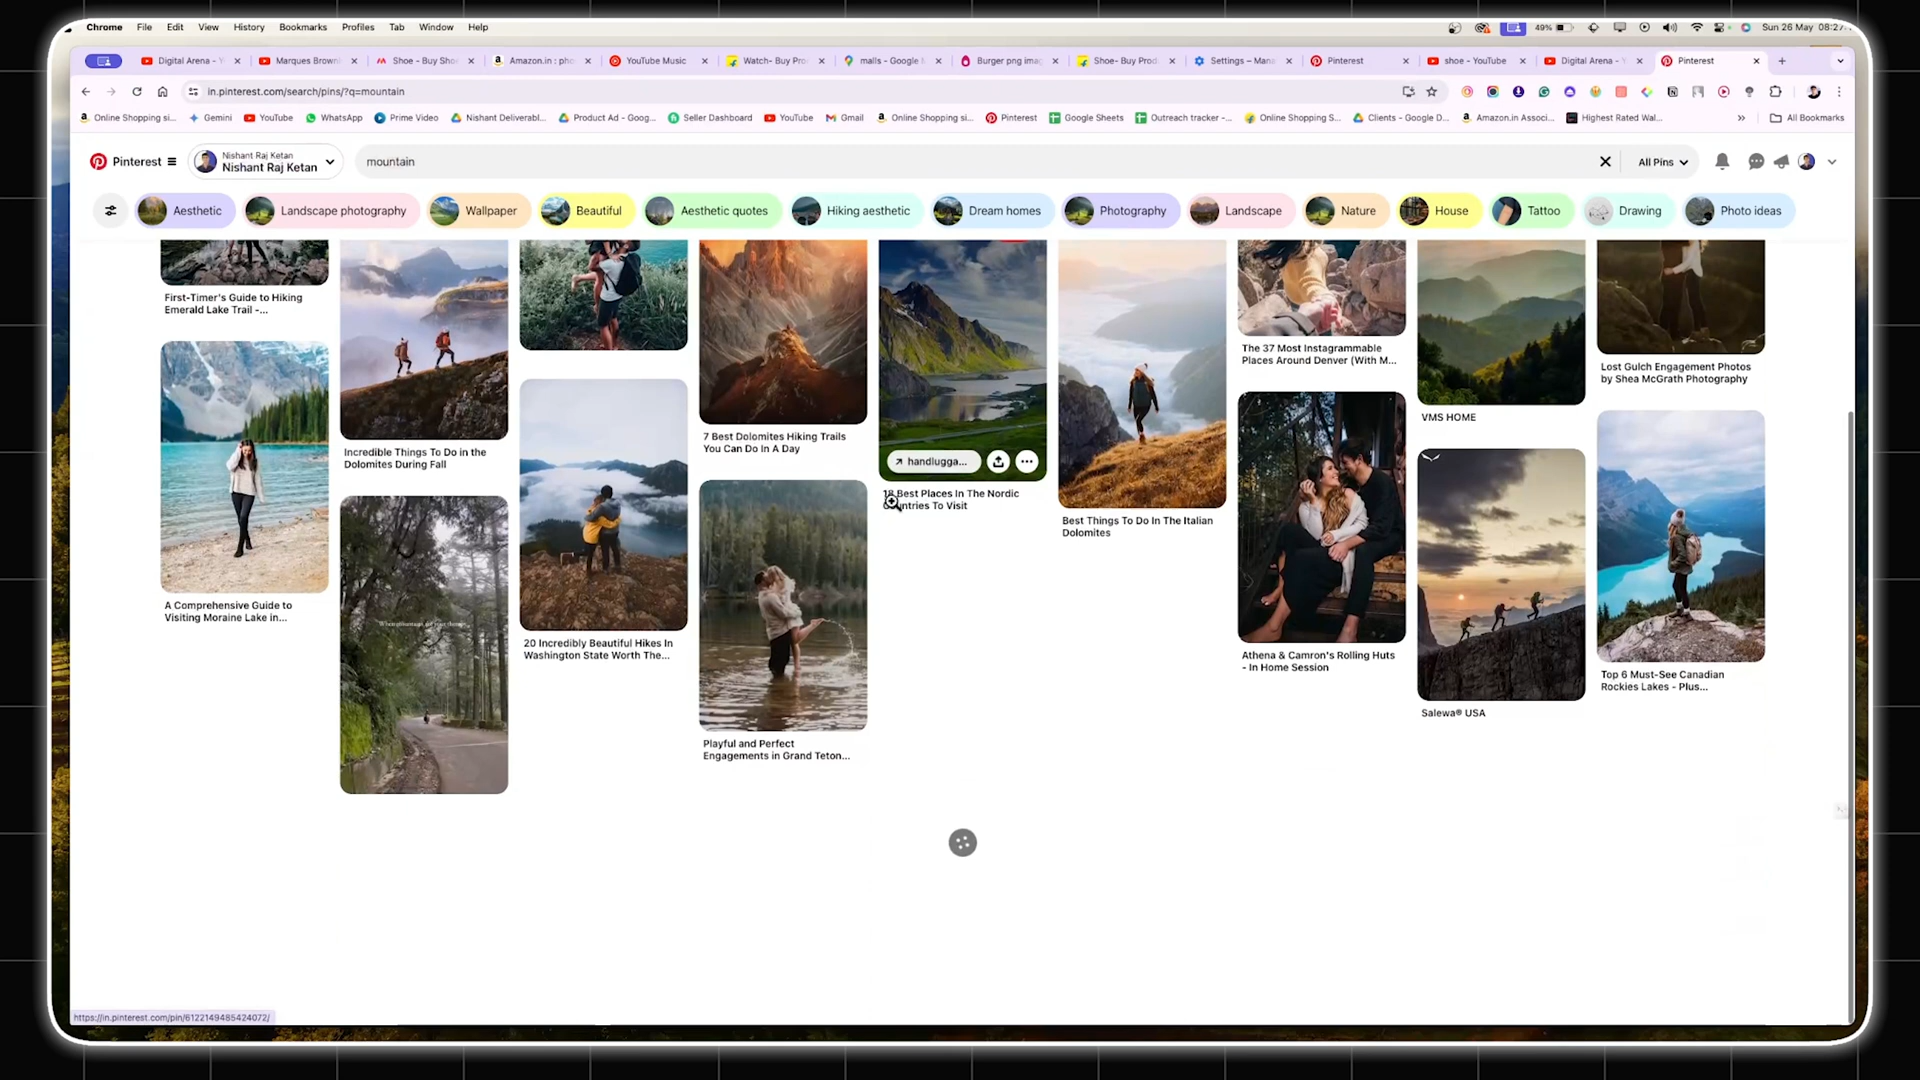 Chrome File Edit View History Bookmarks Profiles Tab Window Help
49% Sun 26 May 08:27
Digital Arena - Marques Brown Shoe - Buy Sho Amazon.in : pho YouTube Music Watch- Buy Pro malls - Google Burger png ima Shoe- Buy Prod Settings – Mana Pinterest shoe - YouTube Digital Arena - Pinterest
in.pinterest.com/search/pins/?q=mountain
Online Shopping si... Gemini YouTube WhatsApp Prime Video Nishant Deliverabl... Product Ad - Goog... Seller Dashboard YouTube Gmail Online Shopping si... Pinterest Google Sheets Outreach tracker -... Online Shopping S... Clients - Google D... Amazon.in Associ... Highest Rated Wal... All Bookmarks
Pinterest
Nishant Raj Ketan
Nishant Raj Ketan
mountain
All Pins
Aesthetic Landscape photography Wallpaper Beautiful Aesthetic quotes Hiking aesthetic Dream homes Photography Landscape Nature House Tattoo Drawing Photo ideas
First-Timer's Guide to Hiking
Emerald Lake Trail -...
A Comprehensive Guide to
Visiting Moraine Lake in...
Incredible Things To Do in the
Dolomites During Fall
20 Incredibly Beautiful Hikes In
Washington State Worth The...
7 Best Dolomites Hiking Trails
You Can Do In A Day
Playful and Perfect
Engagements in Grand Teton...
handlugga...
18 Best Places In The Nordic
Countries To Visit
Best Things To Do In The Italian
Dolomites
The 37 Most Instagrammable
Places Around Denver (With M...
Athena & Camron's Rolling Huts
- In Home Session
VMS HOME
Salewa® USA
Lost Gulch Engagement Photos
by Shea McGrath Photography
Top 6 Must-See Canadian
Rockies Lakes - Plus...
https://in.pinterest.com/pin/6122149485424072/